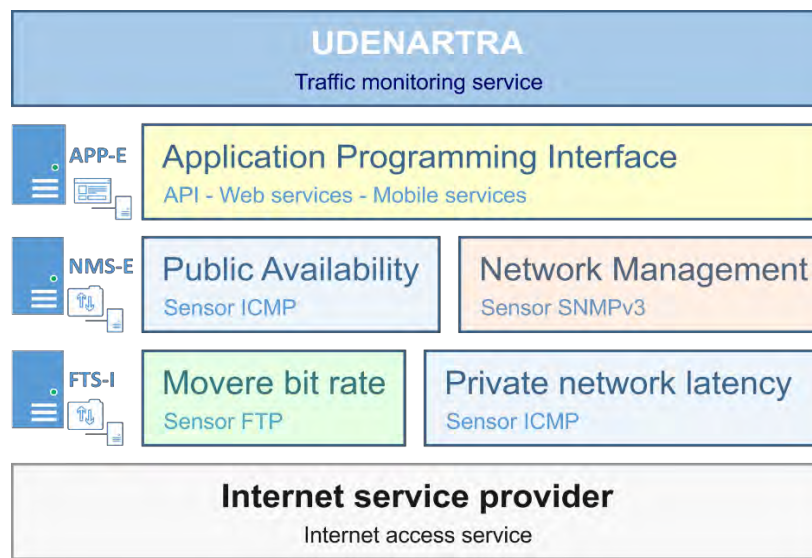 UDENARTRA
Traffic monitoring service
APP-E
Application Programming Interface
API - Web services - Mobile services
NMS-E
Public Availability
Sensor ICMP
Network Management
Sensor SNMPv3
FTS-I
Movere bit rate
Sensor FTP
Private network latency
Sensor ICMP
Internet service provider
Internet access service